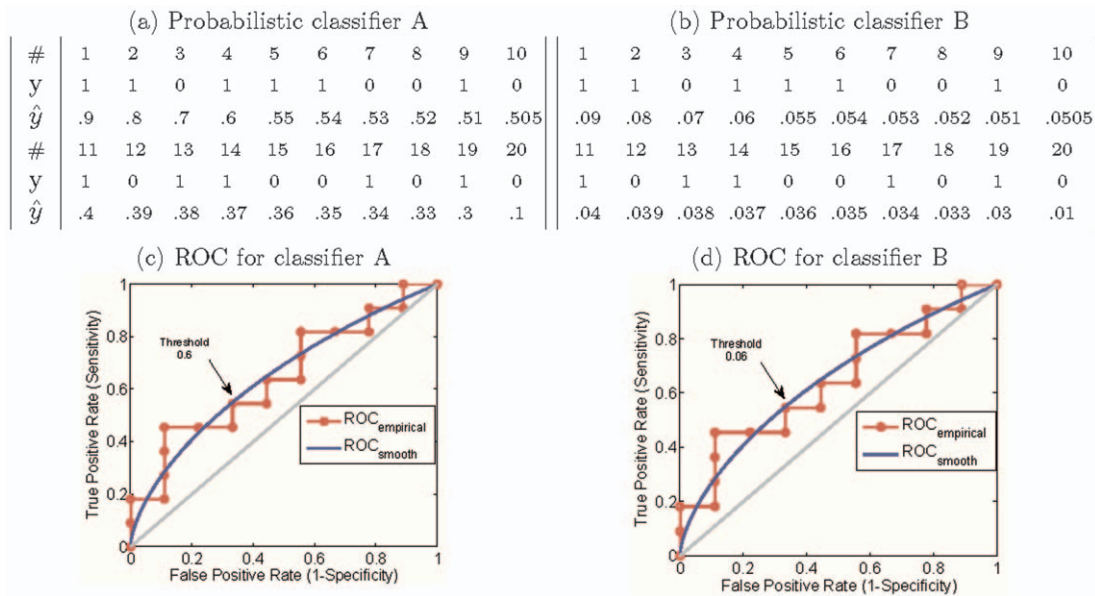 (a) Probabilistic classifier A
# 1 2 3 4 5 6 7 8 9 10
y 1 1 0 1 1 1 0 0 1 0
ŷ .9 .8 .7 .6 .55 .54 .53 .52 .51 .505
# 11 12 13 14 15 16 17 18 19 20
y 1 0 1 1 0 0 1 0 1 0
ŷ .4 .39 .38 .37 .36 .35 .34 .33 .3 .1
(b) Probabilistic classifier B
1 2 3 4 5 6 7 8 9 10
1 1 0 1 1 1 0 0 1 0
.09 .08 .07 .06 .055 .054 .053 .052 .051 .0505
11 12 13 14 15 16 17 18 19 20
1 0 1 1 0 0 1 0 1 0
.04 .039 .038 .037 .036 .035 .034 .033 .03 .01
(c) ROC for classifier A
True Positive Rate (Sensitivity)
1
0.8
0.6
0.4
0.2
0
Threshold
0.6
ROC empirical
ROC smooth
0 0.2 0.4 0.6 0.8 1
False Positive Rate (1-Specificity)
(d) ROC for classifier B
True Positive Rate (Sensitivity)
1
0.8
0.6
0.4
0.2
0
Threshold
0.06
ROC empirical
ROC smooth
0 0.2 0.4 0.6 0.8 1
False Positive Rate (1-Specificity)